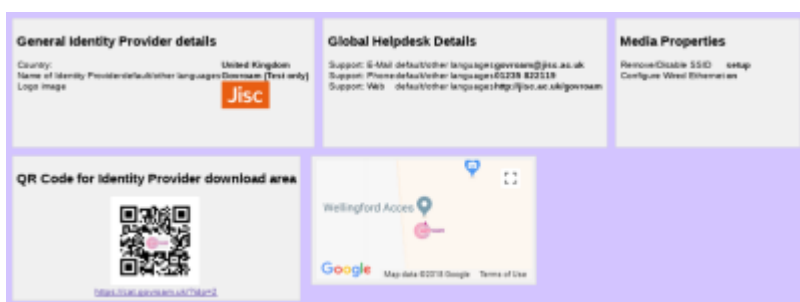 General Identity Provider details
Country: United Kingdom
Name of Identity Provider default/other languages Govroam (Test only)
Logo image
Jisc
Global Helpdesk Details
Support: E-Mail default/other languages govroam@jisc.ac.uk
Support: Phone default/other languages 01235 822115
Support: Web default/other languages http://jisc.ac.uk/govroam
Media Properties
Remove/Disable SSID setup
Configure Wired Ethernet on
QR Code for Identity Provider download area
Wellingford Acces
Google
Map data ©2018 Google
Terms of Use